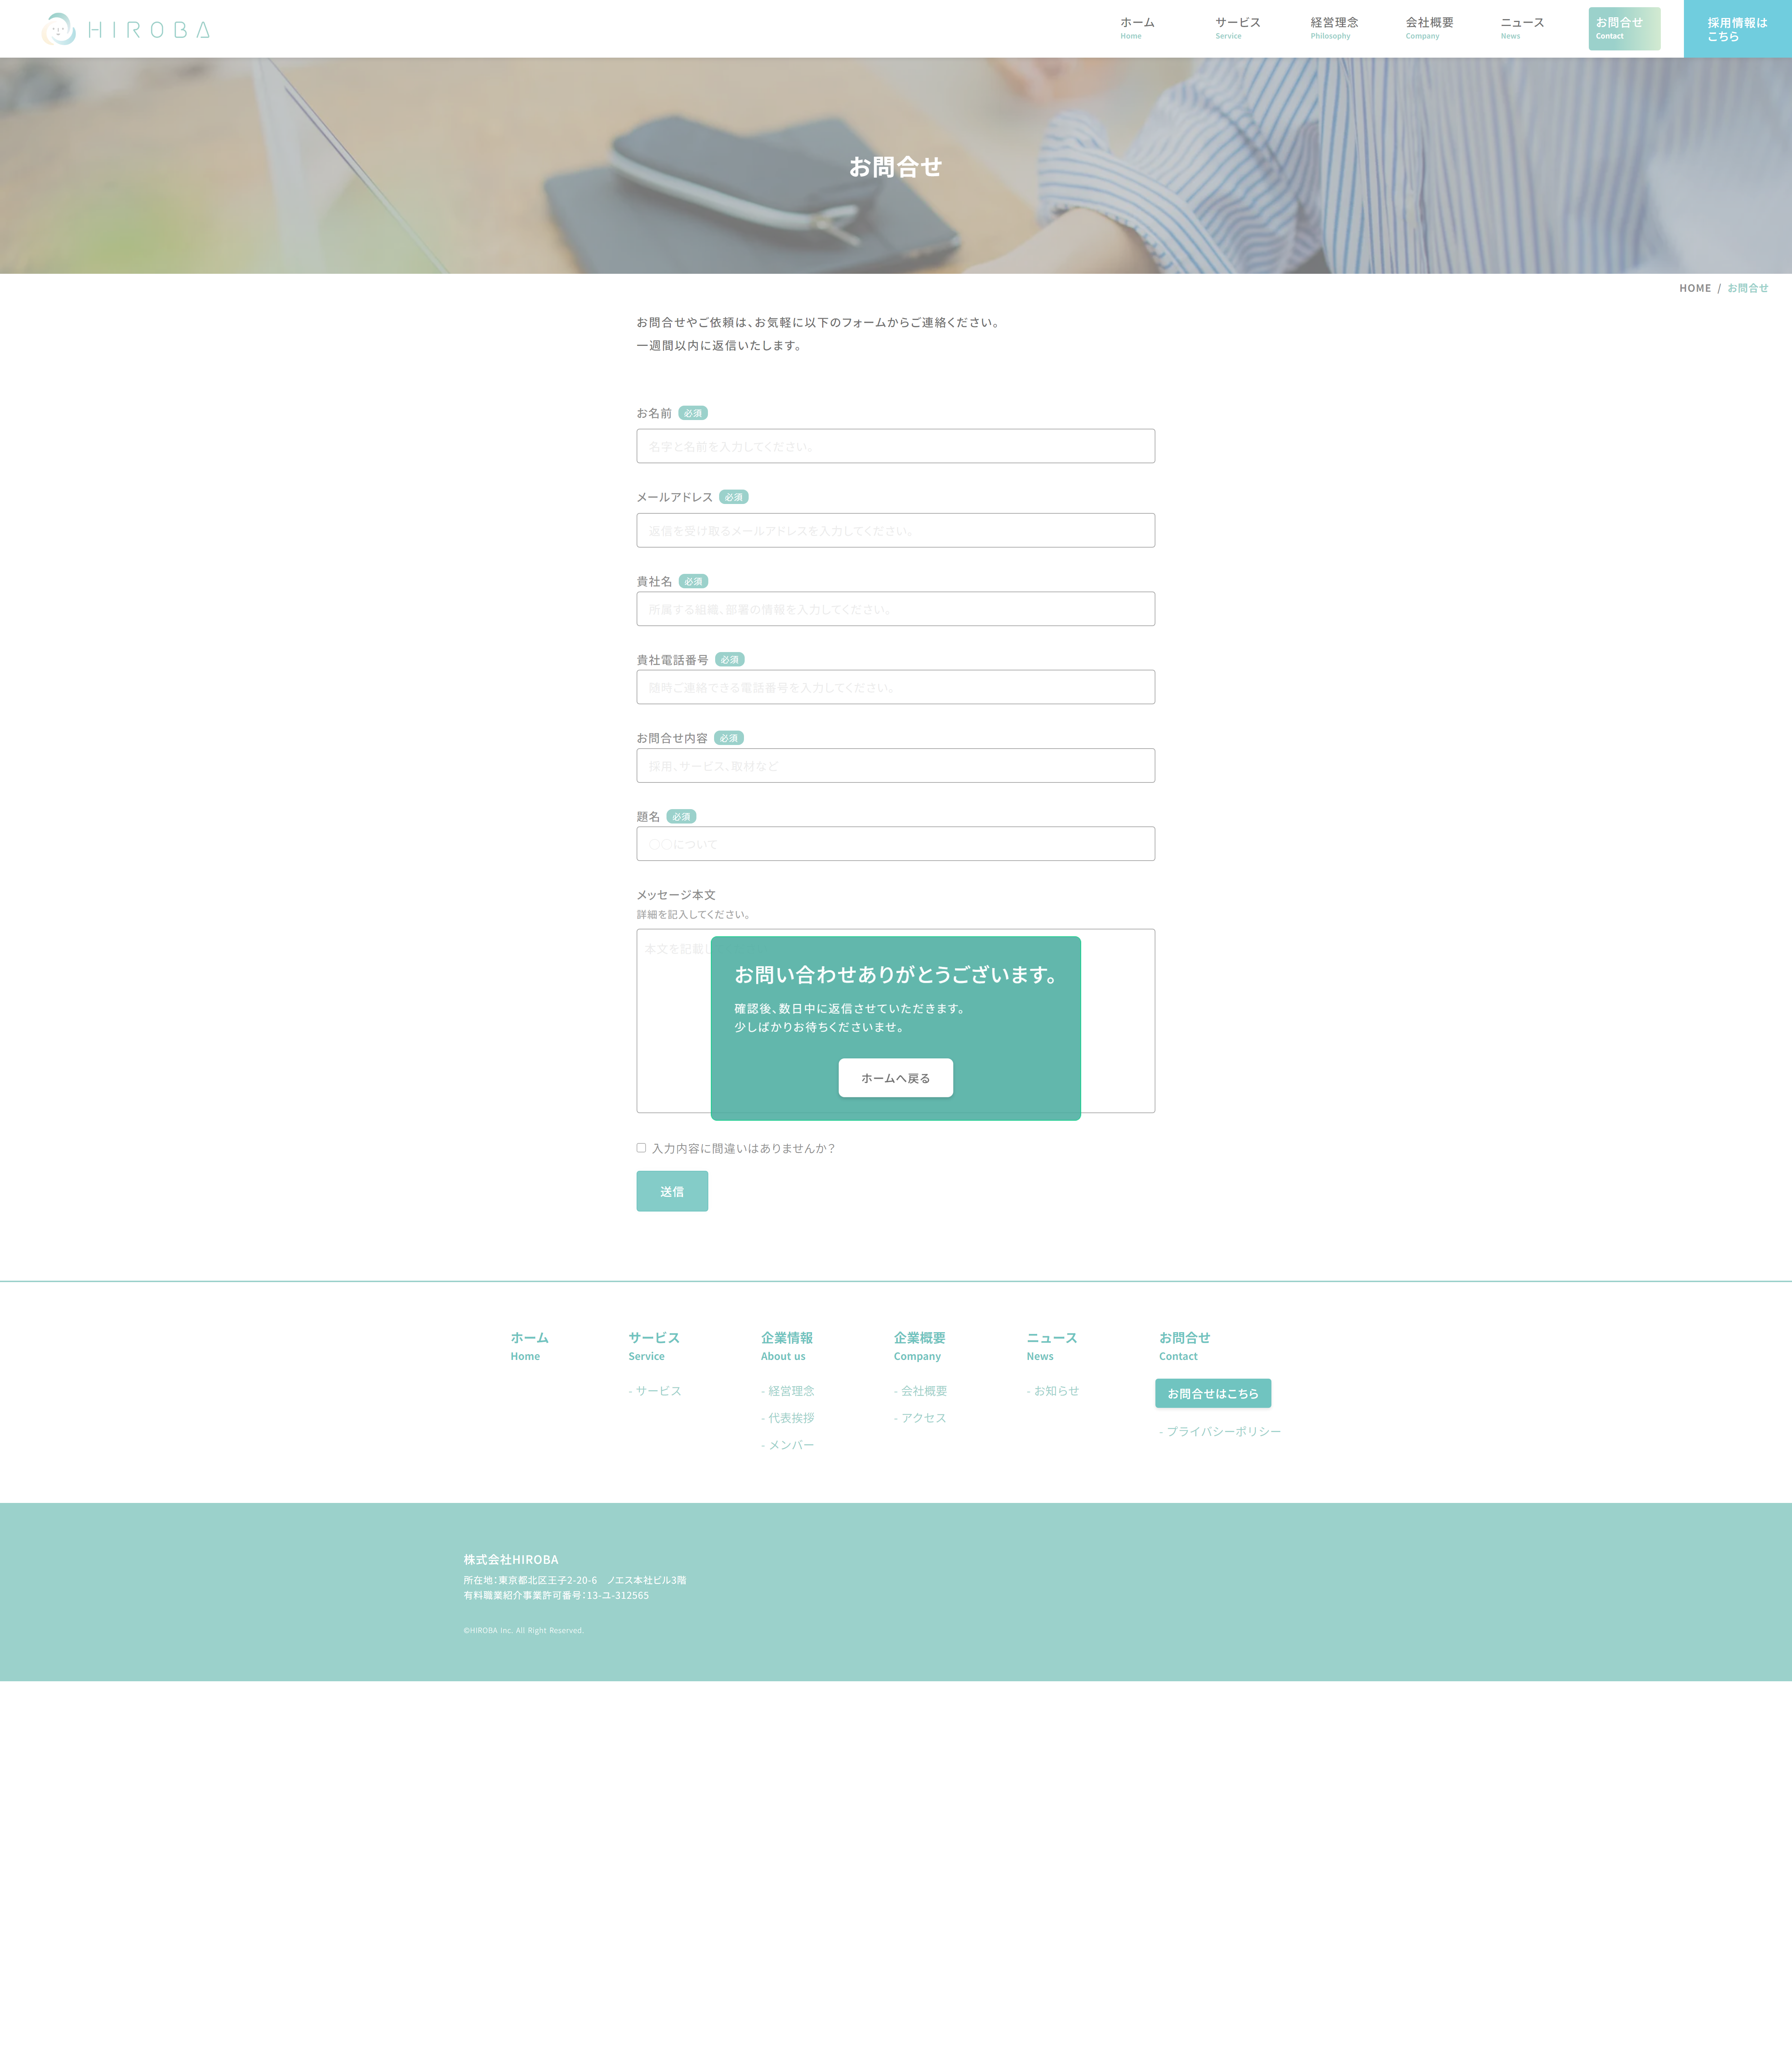 HIROBA
ホーム
Home
サービス
Service
経営理念
Philosophy
会社概要
Company
ニュース
News
お問合せ
Contact
採用情報は
こちら
お問合せ
HOME / お問合せ
お問合せやご依頼は、お気軽に以下のフォームからご連絡ください。
一週間以内に返信いたします。
お名前 必須
名字と名前を入力してください。
メールアドレス 必須
返信を受け取るメールアドレスを入力してください。
貴社名 必須
所属する組織、部署の情報を入力してください。
貴社電話番号 必須
随時ご連絡できる電話番号を入力してください。
お問合せ内容 必須
採用、サービス、取材など
題名 必須
○○について
メッセージ本文
詳細を記入してください。
本文を記載
お問い合わせありがとうございます。
確認後、数日中に返信させていただきます。
少しばかりお待ちくださいませ。
ホームへ戻る
入力内容に間違いはありませんか？
送信
ホーム
Home
サービス
Service
- サービス
企業情報
About us
- 経営理念
- 代表挨拶
- メンバー
企業概要
Company
- 会社概要
- アクセス
ニュース
News
- お知らせ
お問合せ
Contact
お問合せはこちら
- プライバシーポリシー
株式会社HIROBA
所在地：東京都北区王子2-20-6　ノエス本社ビル3階
有料職業紹介事業許可番号：13-ユ-312565
©HIROBA Inc. All Right Reserved.